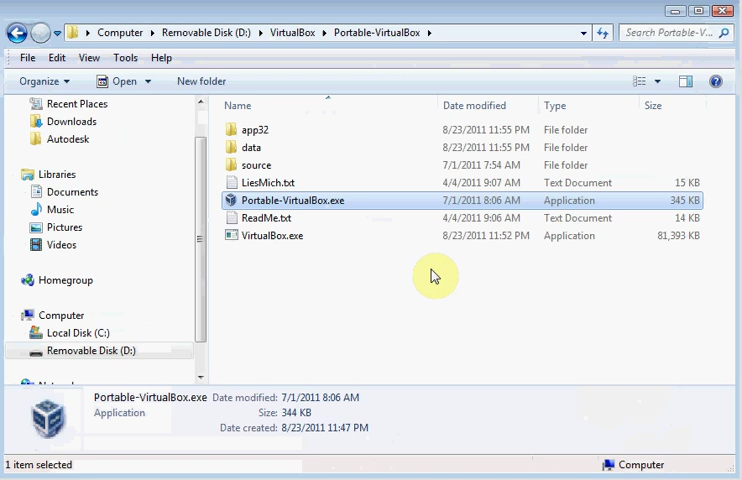 Computer Removable Disk (D:) VirtualBox Portable-VirtualBox Search Portable-V...
File Edit View Tools Help
Organize Open New folder
Name Date modified Type Size
Recent Places
Downloads
Autodesk
Libraries
Documents
Music
Pictures
Videos
Homegroup
Computer
Local Disk (C:)
Removable Disk (D:)
app32 8/23/2011 11:55 PM File folder
data 8/23/2011 11:55 PM File folder
source 7/1/2011 7:54 AM File folder
LiesMich.txt 4/4/2011 9:07 AM Text Document 15 KB
Portable-VirtualBox.exe 7/1/2011 8:06 AM Application 345 KB
ReadMe.txt 4/4/2011 9:06 AM Text Document 14 KB
VirtualBox.exe 8/23/2011 11:52 PM Application 81,393 KB
Portable-VirtualBox.exe Date modified: 7/1/2011 8:06 AM
Application Size: 344 KB
Date created: 8/23/2011 11:47 PM
1 item selected Computer